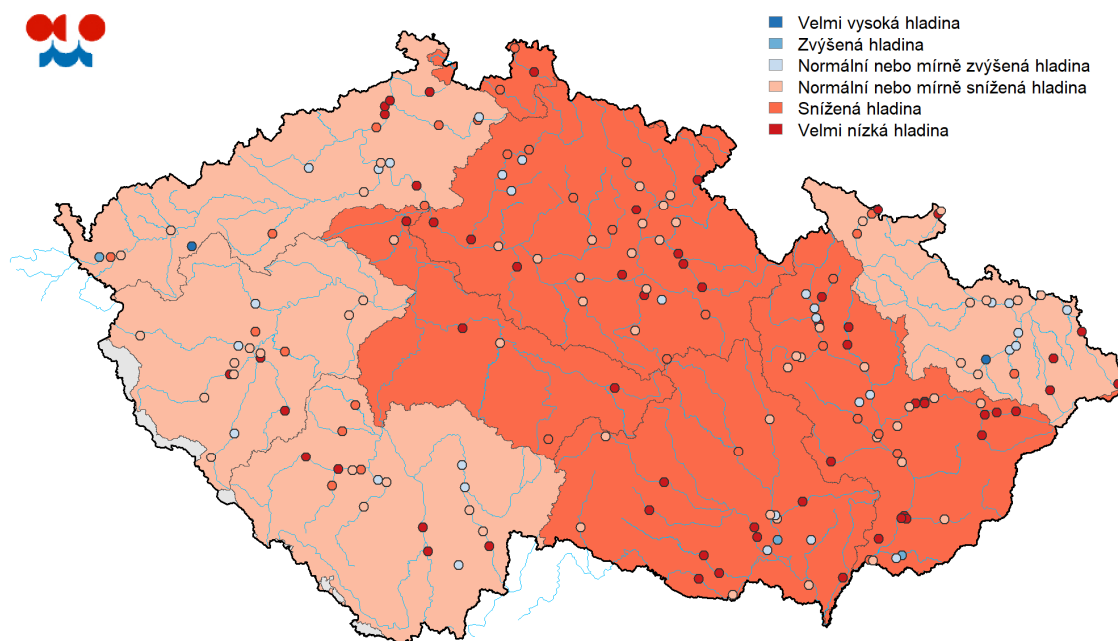 Velmi vysoká hladina
Zvýšená hladina
Normální nebo mírně zvýšená hladina
Normální nebo mírně snížená hladina
Snížená hladina
Velmi nízká hladina